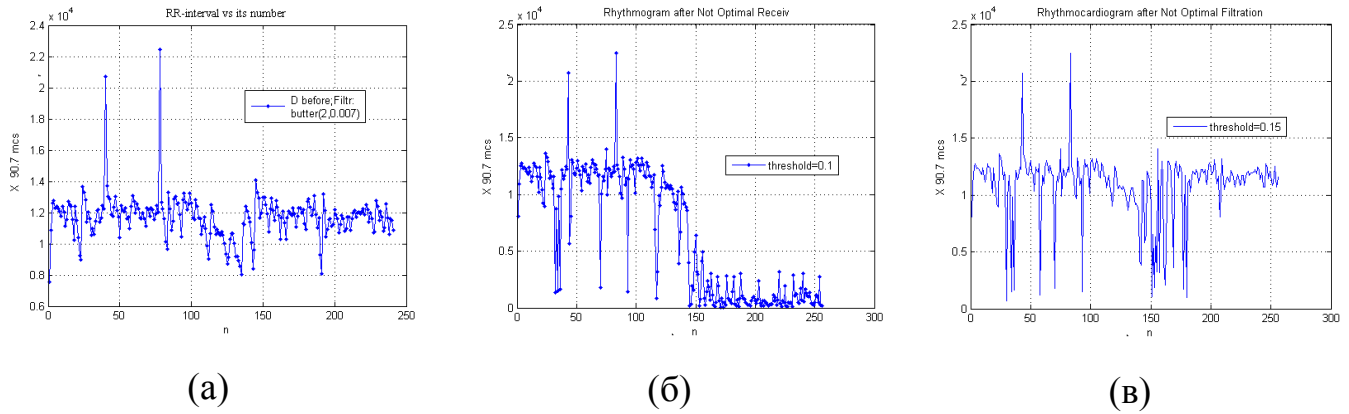 RR-interval vs its number
x 10^4
2.4
2.2
2
1.8
1.6
1.4
1.2
1
0.8
0.6
X 90.7 mcs
D before;Filtr:
butter(2,0.007)
0
50
100
150
200
250
n
(а)
Rhythmogram after Not Optimal Receiv
x 10^4
2.5
2
1.5
1
0.5
0
X 90.7 mcs
threshold=0.1
0
50
100
150
200
250
300
n
(б)
Rhythmocardiogram after Not Optimal Filtration
x 10^4
2.5
2
1.5
1
0.5
0
X 90.7 mcs
threshold=0.15
0
50
100
150
200
250
300
n
(в)